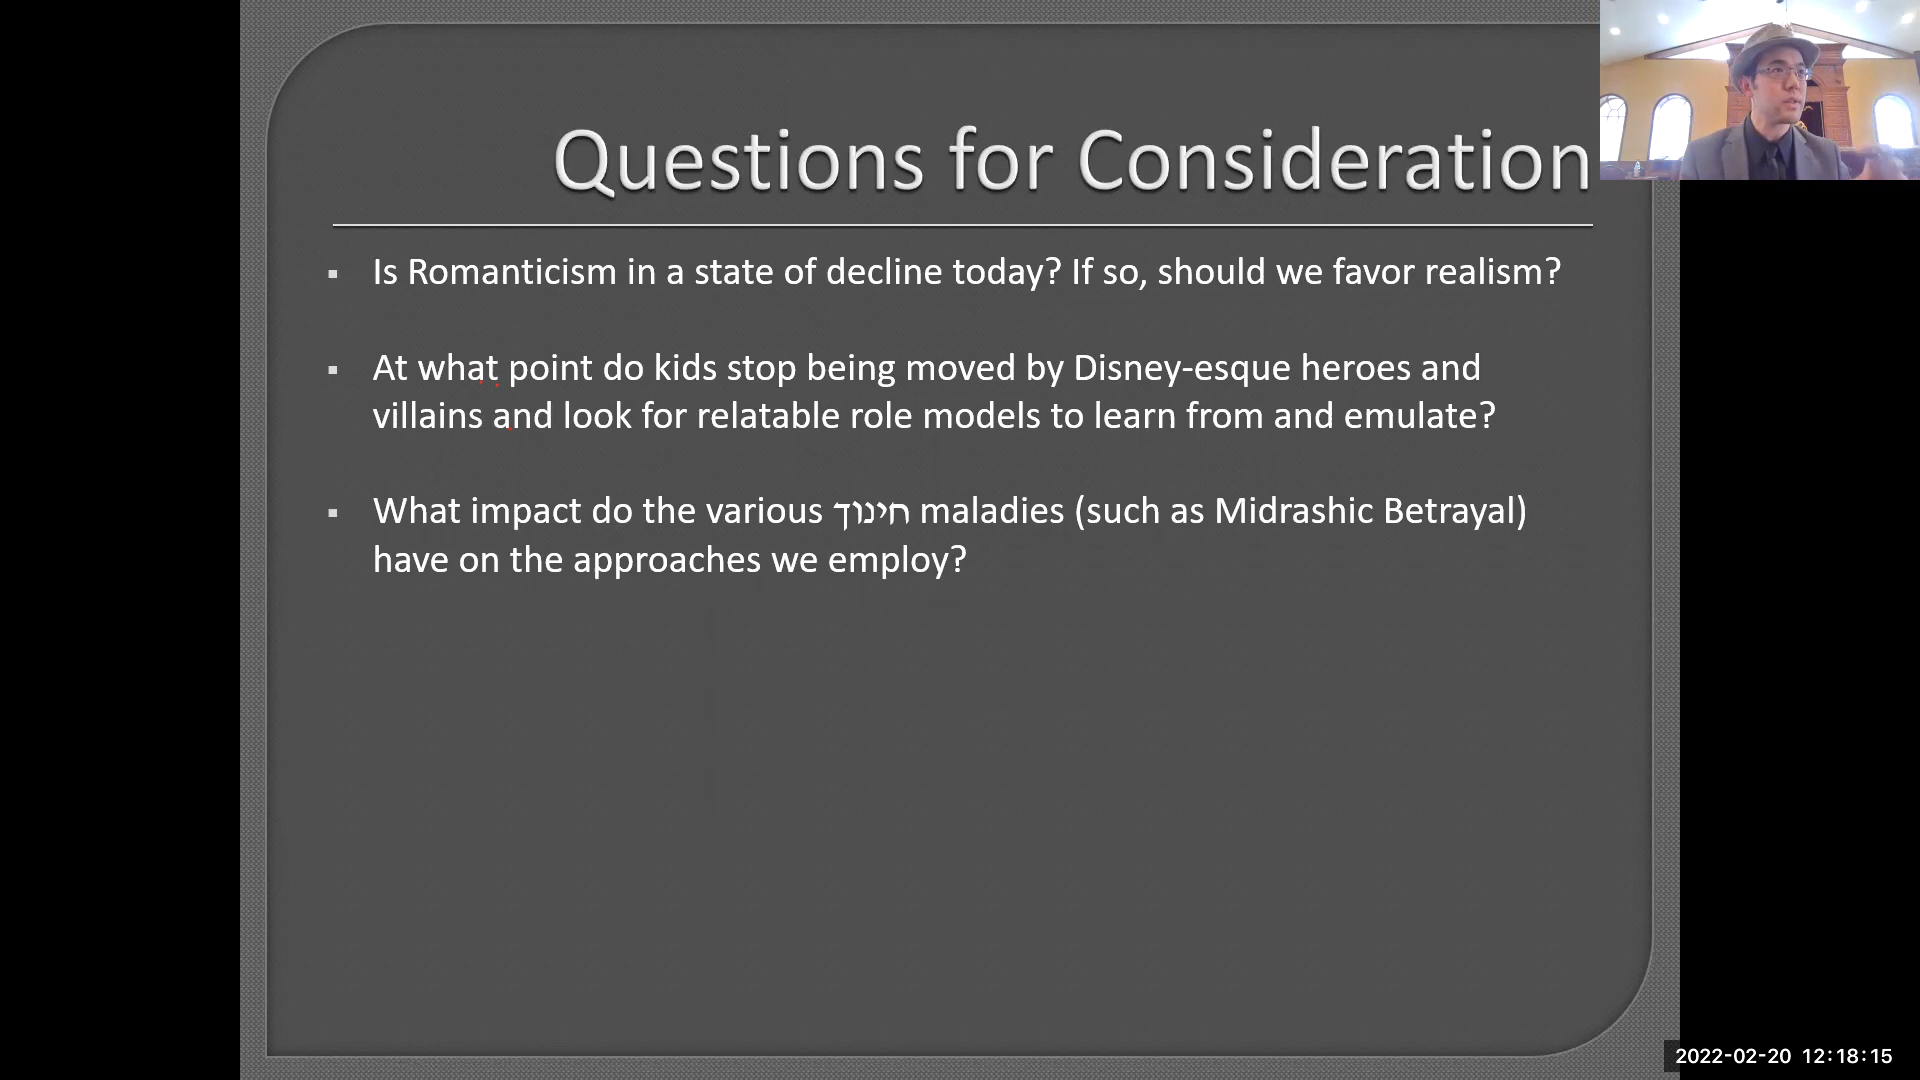 Questions for Consideration
Is Romanticism in a state of decline today? If so, should we favor realism?
At what point do kids stop being moved by Disney-esque heroes and
villains and look for relatable role models to learn from and emulate?
What impact do the various חינוך maladies (such as Midrashic Betrayal)
have on the approaches we employ?
2022-02-20 12:18:15